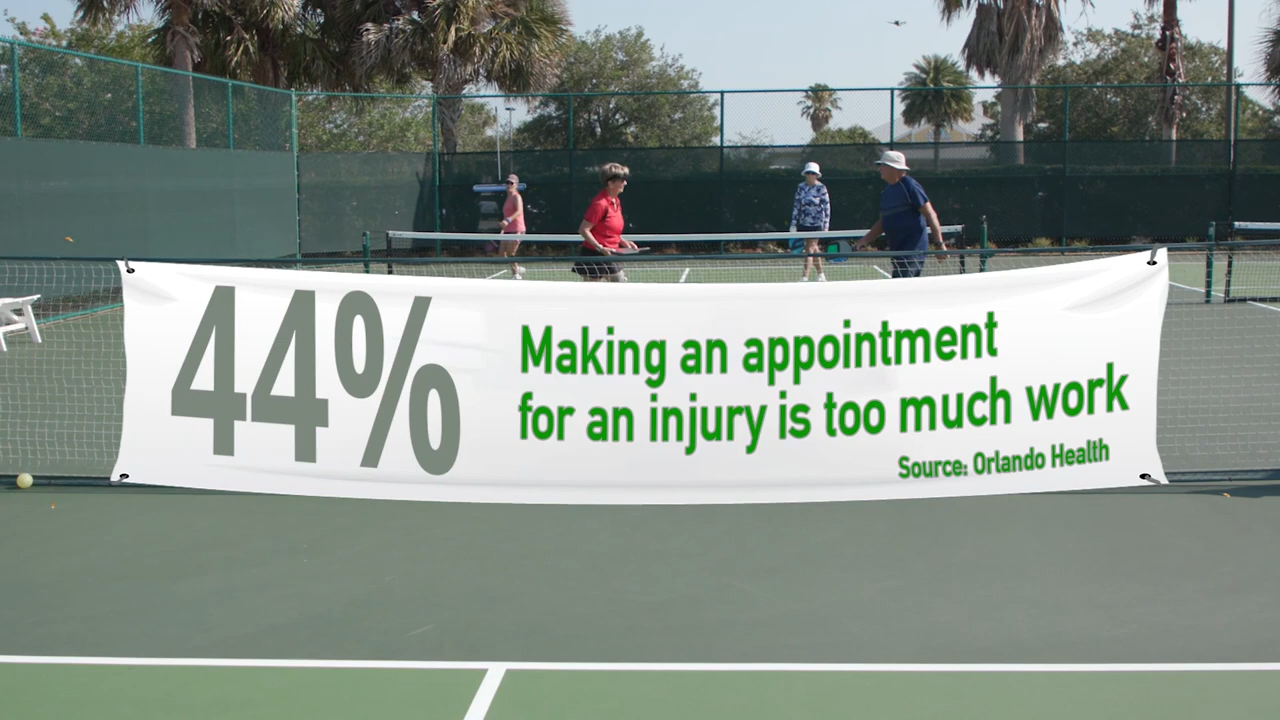 44%
Making an appointment
for an injury is too much work
Source: Orlando Health